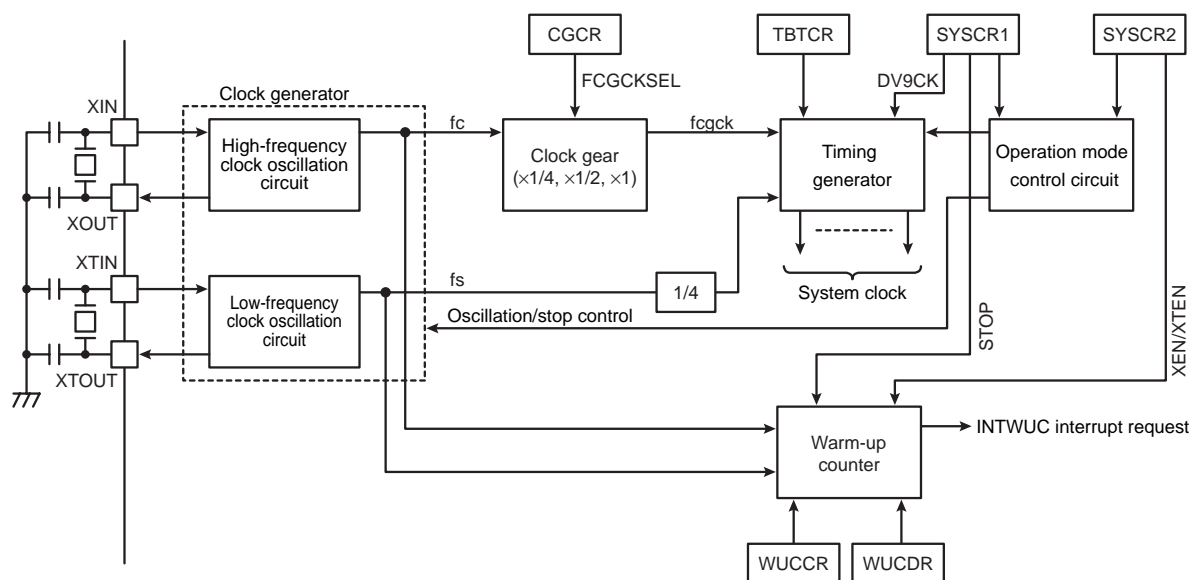 CGCR
TBTCR
SYSCR1
SYSCR2
FCGCKSEL
DV9CK
XIN
Clock generator
High-frequency
clock oscillation
circuit
fc
Clock gear
(×1/4, ×1/2, ×1)
fcgck
Timing
generator
Operation mode
control circuit
XOUT
XTIN
Low-frequency
clock oscillation
circuit
fs
1/4
System clock
Oscillation/stop control
STOP
XEN/XTEN
XTOUT
Warm-up
counter
INTWUC interrupt request
WUCCR
WUCDR